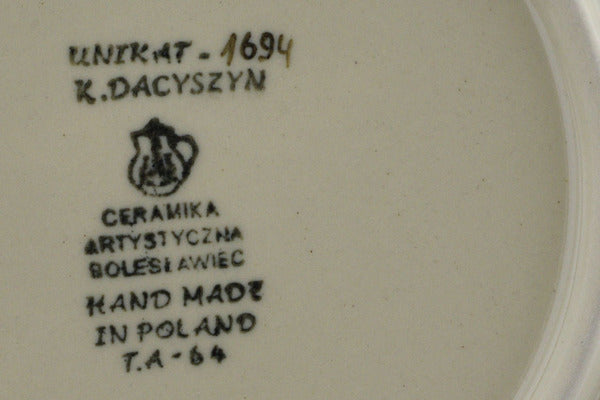 UNIKAT - 1694
K. DACYSZYN
CERAMIKA
ARTYSTYCZNA
BOLESŁAWIEC
HAND MADE
IN POLAND
T.A - 64